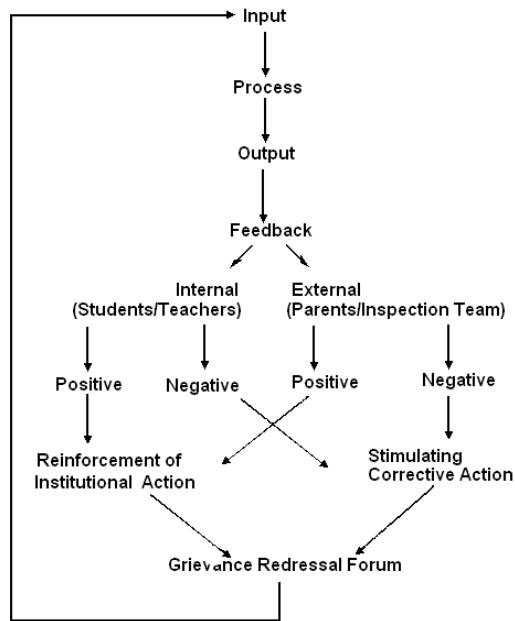 Input
Process
Output
Feedback
Internal
(Students/Teachers)
External
(Parents/Inspection Team)
Positive
Negative
Positive
Negative
Reinforcement of
Institutional Action
Stimulating
Corrective Action
Grievance Redressal Forum